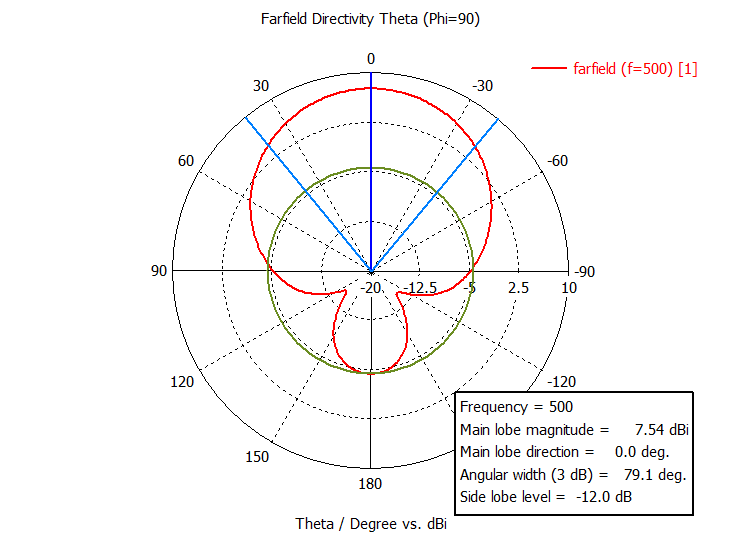 Farfield Directivity Theta (Phi=90)
farfield (f=500) [1]
0
30
-30
60
-60
90
-90
-20
-12.5
-5
2.5
10
120
-120
150
180
Frequency = 500
Main lobe magnitude = 7.54 dBi
Main lobe direction = 0.0 deg.
Angular width (3 dB) = 79.1 deg.
Side lobe level = -12.0 dB
Theta / Degree vs. dBi